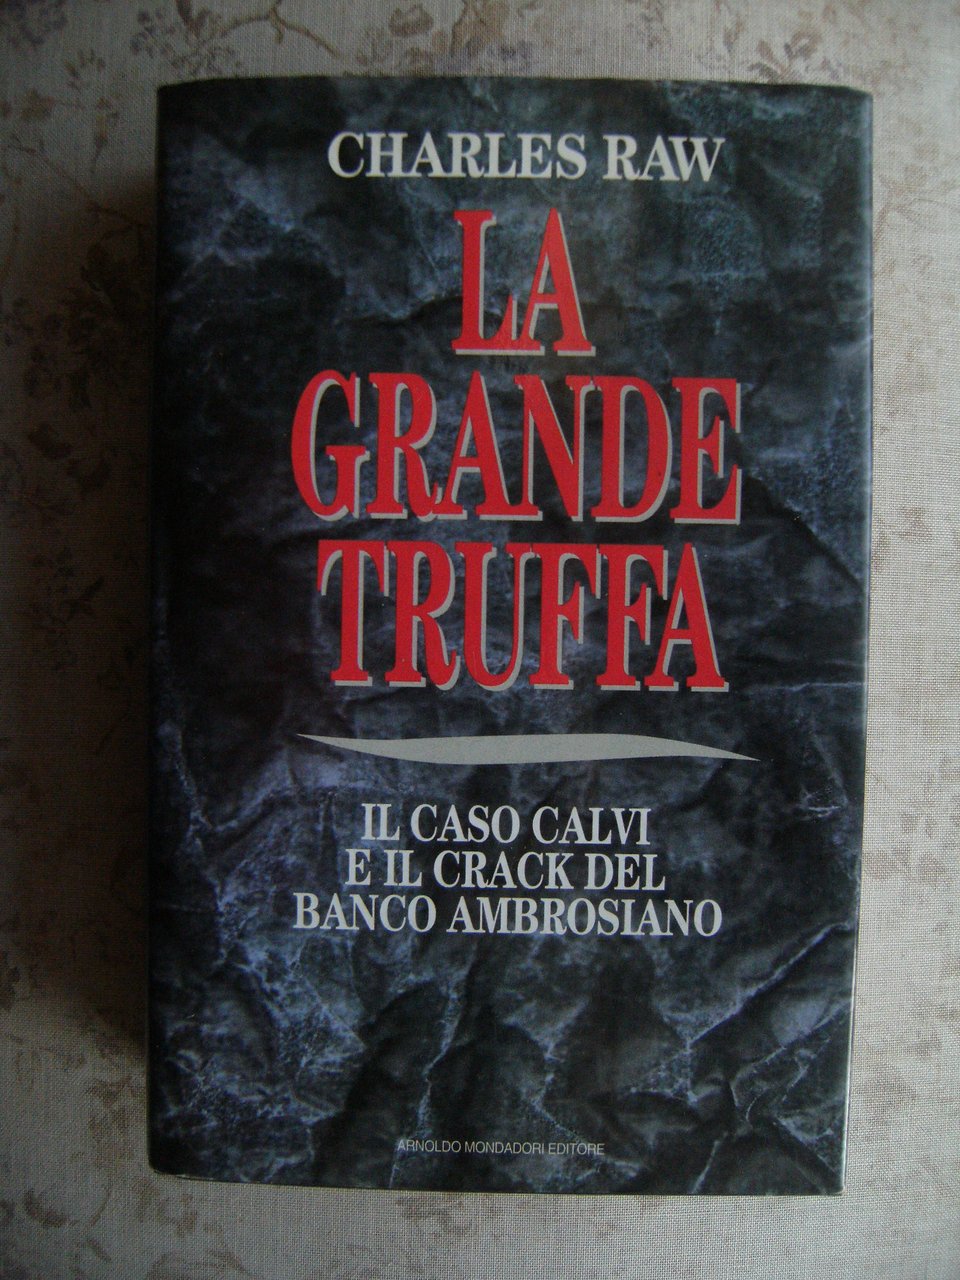 CHARLES RAW
LA
GRANDE
TRUFFA
IL CASO CALVI
E IL CRACK DEL
BANCO AMBROSIANO
ARNOLDO MONDADORI EDITORE